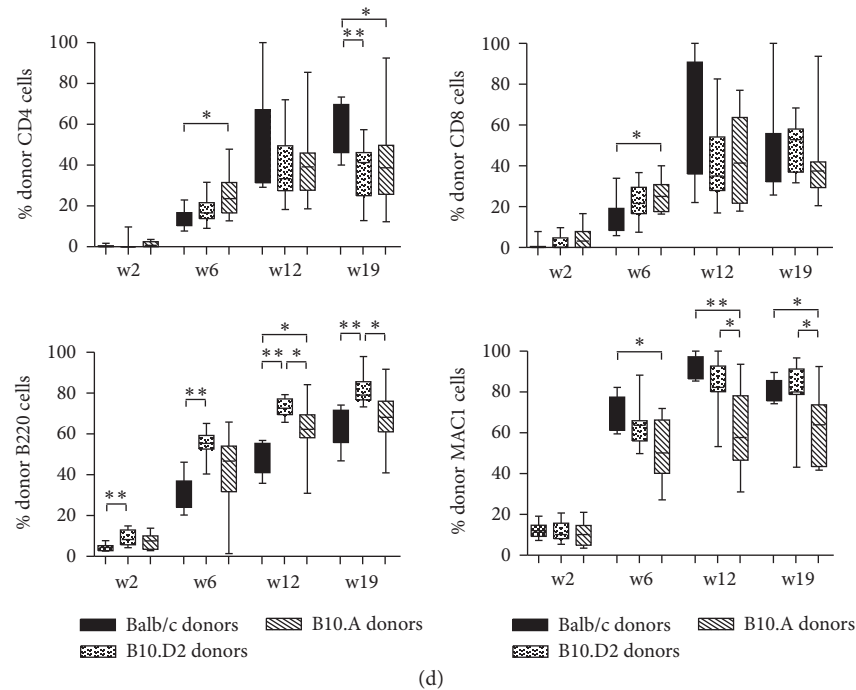 % donor CD4 cells
100
80
60
40
20
0
*
*
**
w2 w6 w12 w19
% donor CD8 cells
100
80
60
40
20
0
*
w2 w6 w12 w19
% donor B220 cells
100
80
60
40
20
0
**
**
*
** *
** *
w2 w6 w12 w19
% donor MAC1 cells
100
80
60
40
20
0
*
**
*
*
*
w2 w6 w12 w19
Balb/c donors B10.A donors
B10.D2 donors
Balb/c donors B10.A donors
B10.D2 donors
(d)